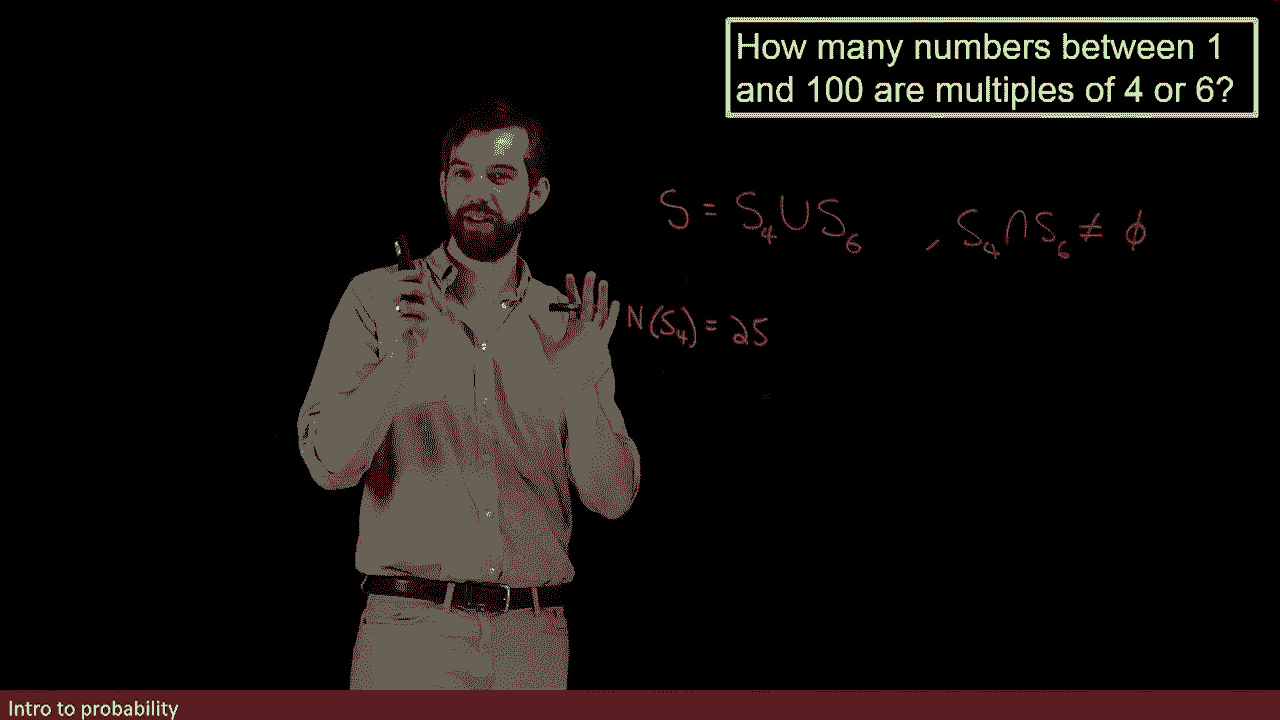 How many numbers between 1
and 100 are multiples of 4 or 6?
S = S₄ ∪ S₆ , S₄ ∩ S₆ ≠ ϕ
N(S₄) = 25
Intro to probability